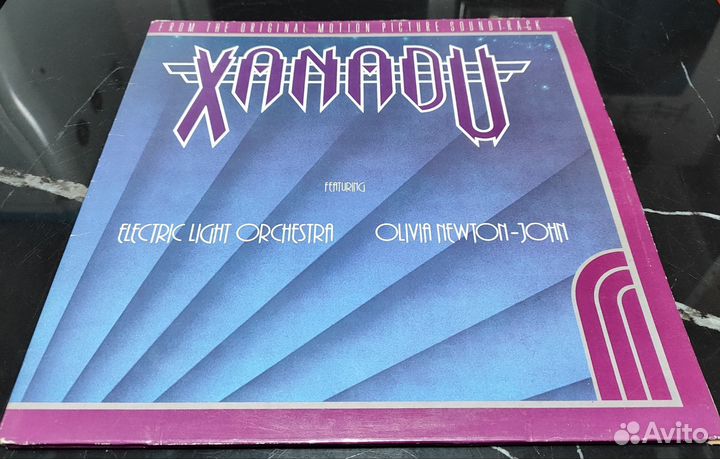 FROM THE ORIGINAL MOTION PICTURE SOUNDTRACK
XANADU
FEATURING
ELECTRIC LIGHT ORCHESTRA OLIVIA NEWTON-JOHN
Avito